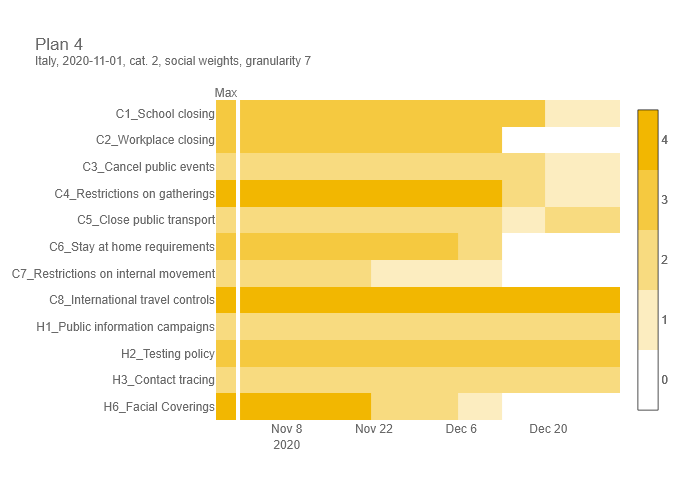 Plan 4
Italy, 2020-11-01, cat. 2, social weights, granularity 7
Max
C1_School closing
C2_Workplace closing
C3_Cancel public events
C4_Restrictions on gatherings
C5_Close public transport
C6_Stay at home requirements
C7_Restrictions on internal movement
C8_International travel controls
H1_Public information campaigns
H2_Testing policy
H3_Contact tracing
H6_Facial Coverings
Nov 8 Nov 22 Dec 6 Dec 20
2020
4
3
2
1
0